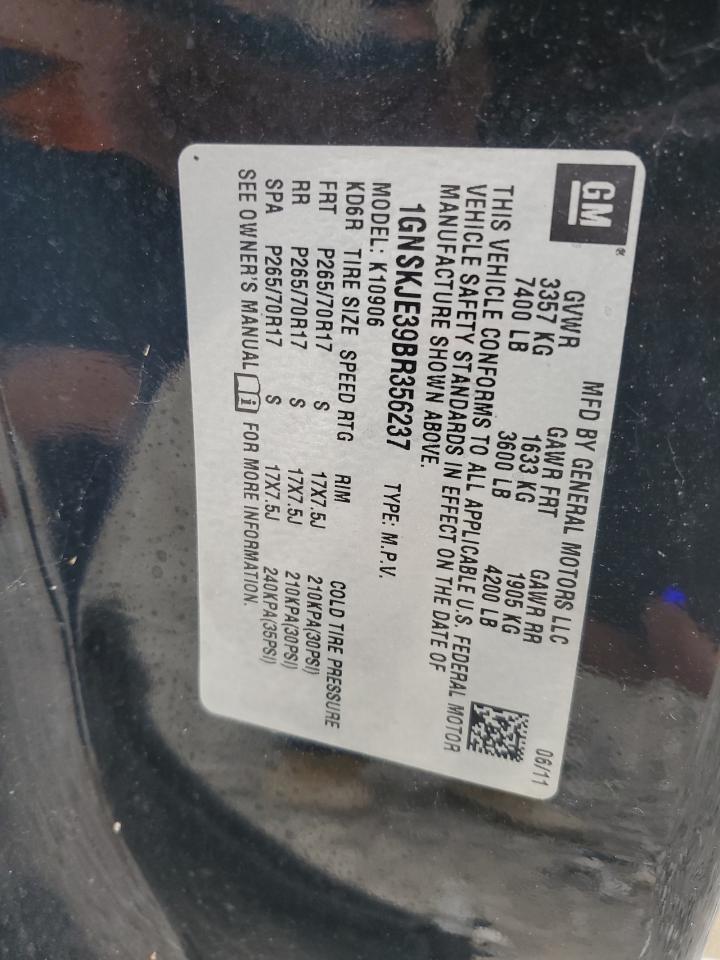 GM®
MFD BY GENERAL MOTORS LLC 06/11
GVWR GAWR FRT GAWR RR
3357 KG 1633 KG 1905 KG
7400 LB 3600 LB 4200 LB
THIS VEHICLE CONFORMS TO ALL APPLICABLE U.S. FEDERAL MOTOR
VEHICLE SAFETY STANDARDS IN EFFECT ON THE DATE OF
MANUFACTURE SHOWN ABOVE.
1GNSKJE39BR356237 TYPE: M.P.V.
MODEL: K10906
KD6R TIRE SIZE SPEED RTG RIM COLD TIRE PRESSURE
FRT P265/70R17 S 17X7.5J 210KPA(30PSI)
RR P265/70R17 S 17X7.5J 210KPA(30PSI)
SPA P265/70R17 S 17X7.5J 240KPA(35PSI)
SEE OWNER'S MANUAL FOR MORE INFORMATION.